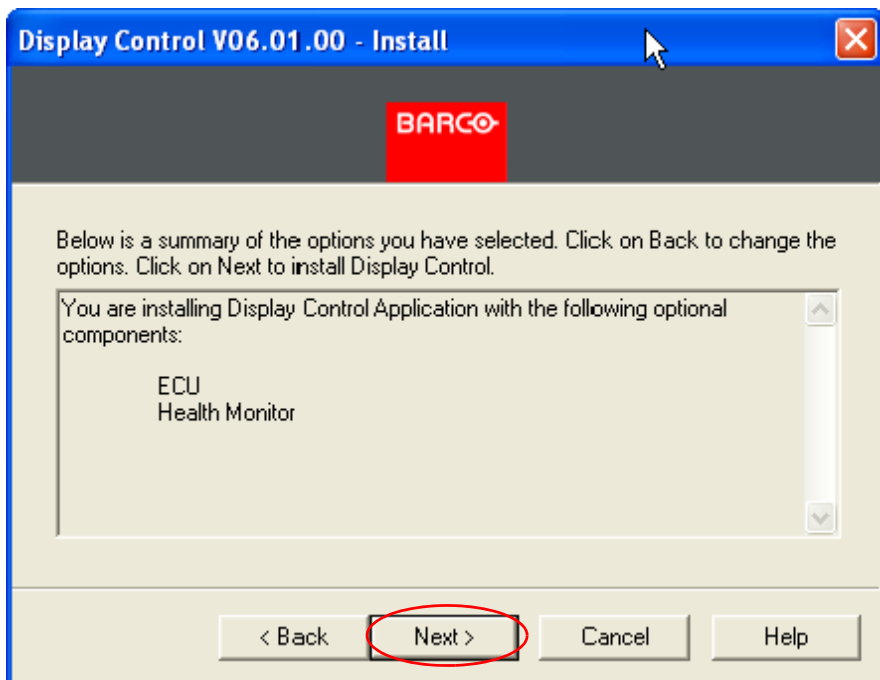 Display Control V06.01.00 - Install
BARCO
Below is a summary of the options you have selected. Click on Back to change the
options. Click on Next to install Display Control.
You are installing Display Control Application with the following optional
components:
ECU
Health Monitor
< Back
Next >
Cancel
Help